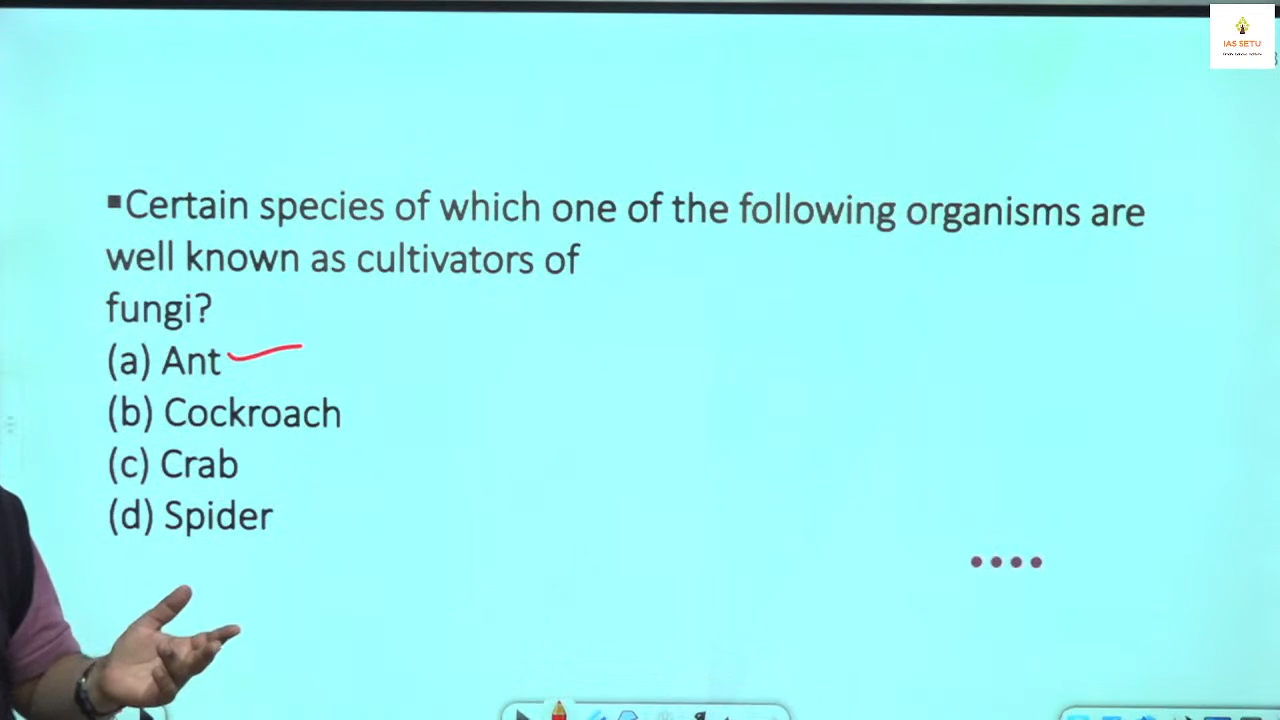 IAS SETU
▪Certain species of which one of the following organisms are
well known as cultivators of
fungi?
(a) Ant
(b) Cockroach
(c) Crab
(d) Spider